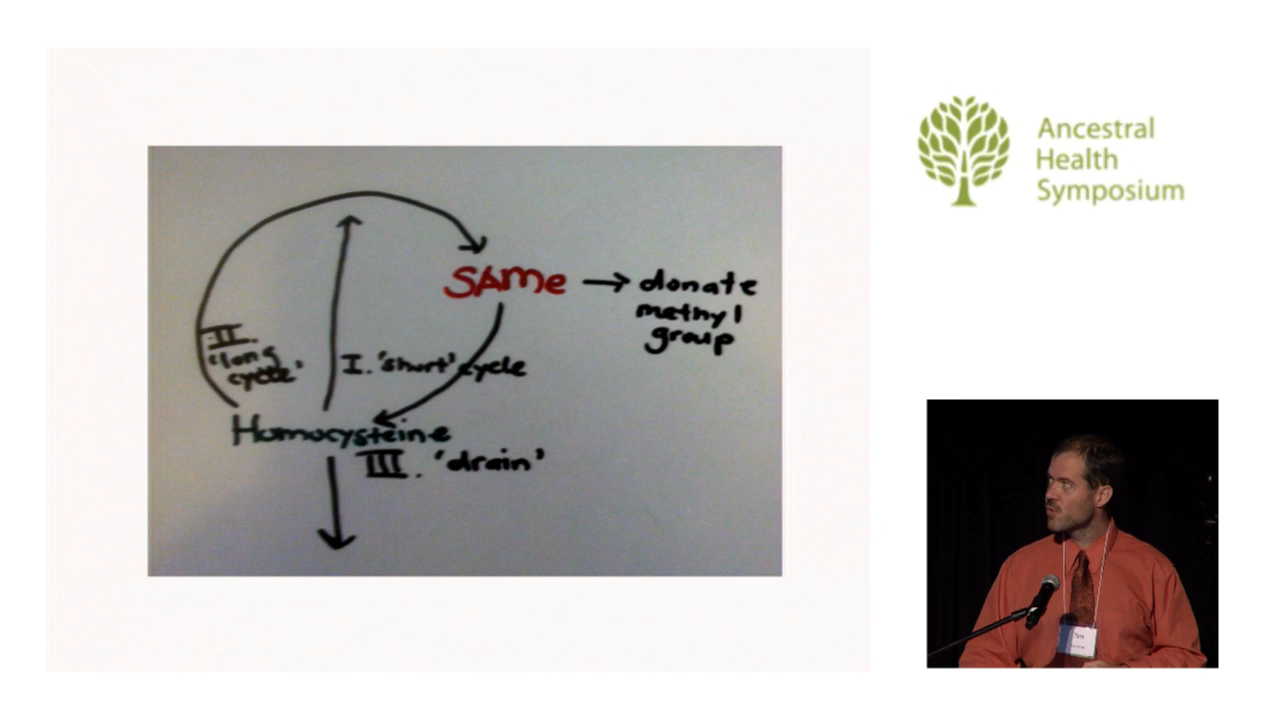 SAMe → donate
methyl
group
II.
'long
cycle'
I. 'short' cycle
Homocysteine
III. 'drain'
Ancestral
Health
Symposium